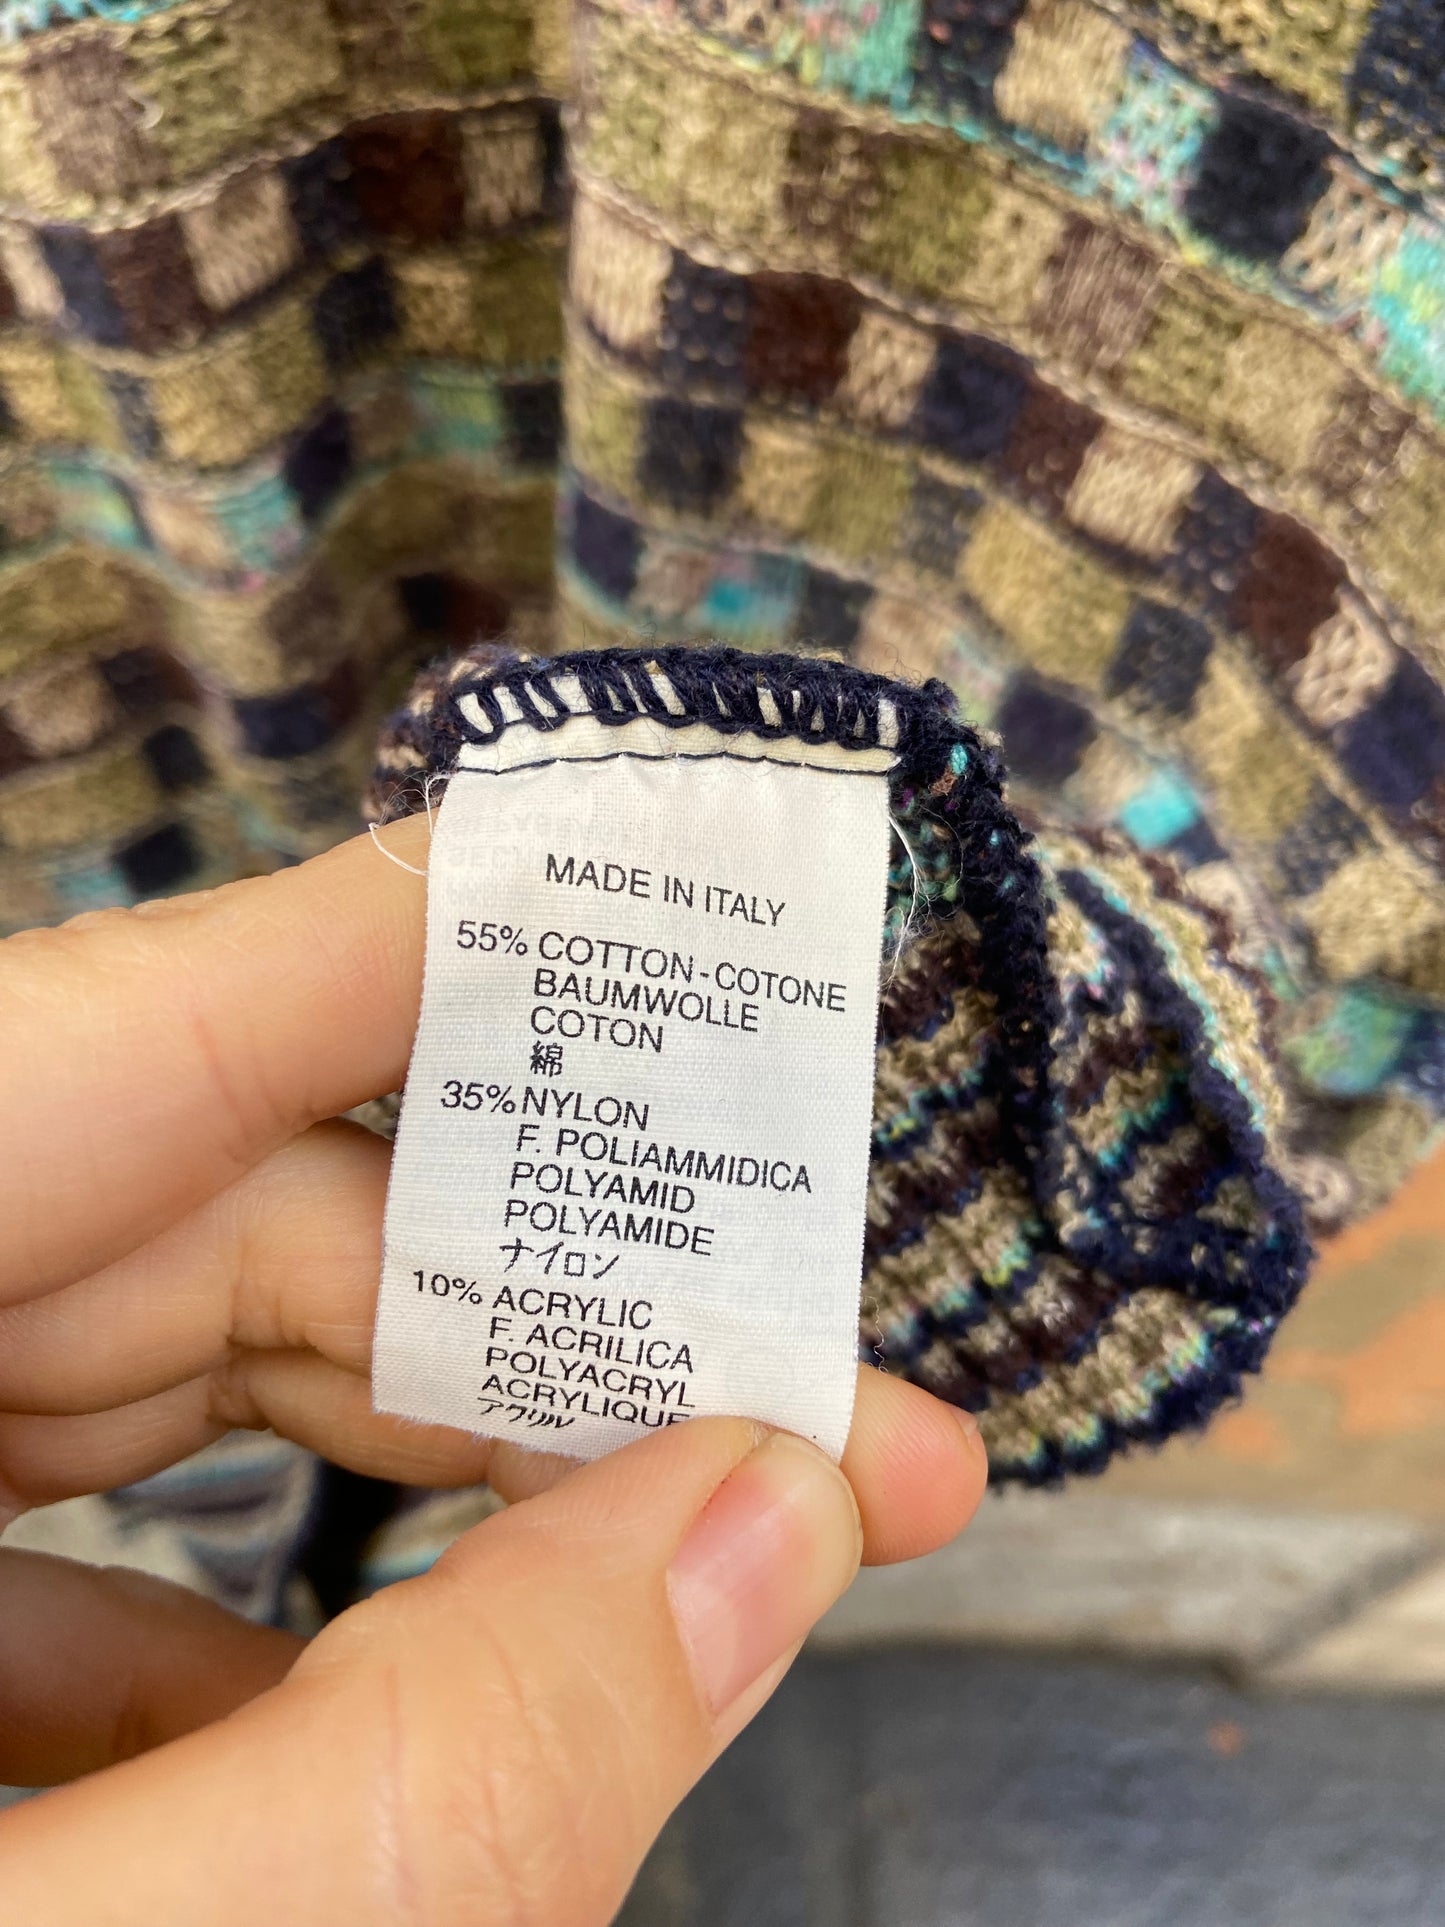 MADE IN ITALY
55% COTTON-COTONE
BAUMWOLLE
COTON
綿
35% NYLON
F. POLIAMMIDICA
POLYAMID
POLYAMIDE
ナイロン
10% ACRYLIC
F. ACRILICA
POLYACRYL
ACRYLIQUE
アクリル